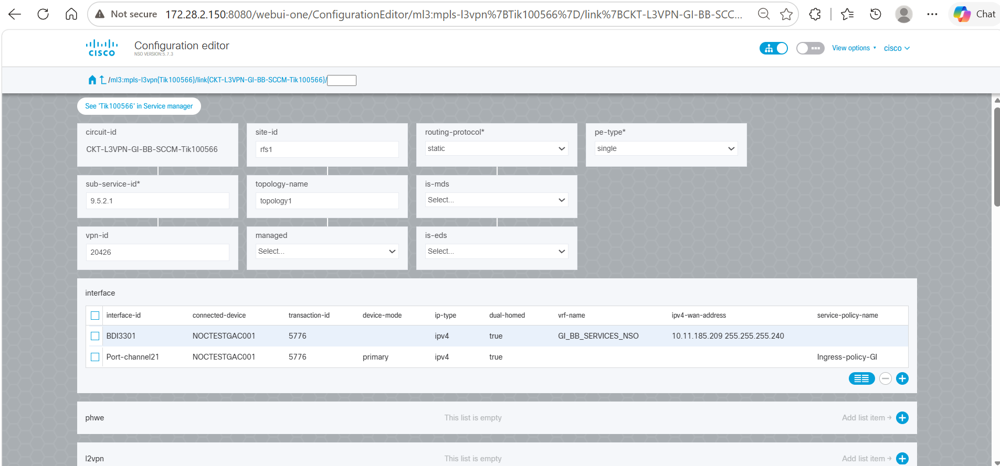 Not secure 172.28.2.150:8080/webui-one/ConfigurationEditor/ml3:mpls-l3vpn%7BTik100566%7D/link%7BCKT-L3VPN-GI-BB-SCC... Chat
CISCO Configuration editor
NSO VERSION:5.7.3
View options cisco
/ml3:mpls-l3vpn{Tik100566}/link{CKT-L3VPN-GI-BB-SCCM-Tik100566}/
See 'Tik100566' in Service manager
circuit-id site-id routing-protocol* pe-type*
CKT-L3VPN-GI-BB-SCCM-Tik100566 rfs1 static single
sub-service-id* topology-name is-mds
9.5.2.1 topology1 Select...
vpn-id managed is-eds
20426 Select... Select...
interface
interface-id connected-device transaction-id device-mode ip-type dual-homed vrf-name ipv4-wan-address service-policy-name
BDI3301 NOCTESTGAC001 5776 ipv4 true GI_BB_SERVICES_NSO 10.11.185.209 255.255.255.240
Port-channel21 NOCTESTGAC001 5776 primary ipv4 true Ingress-policy-GI
phwe This list is empty Add list item
l2vpn This list is empty Add list item